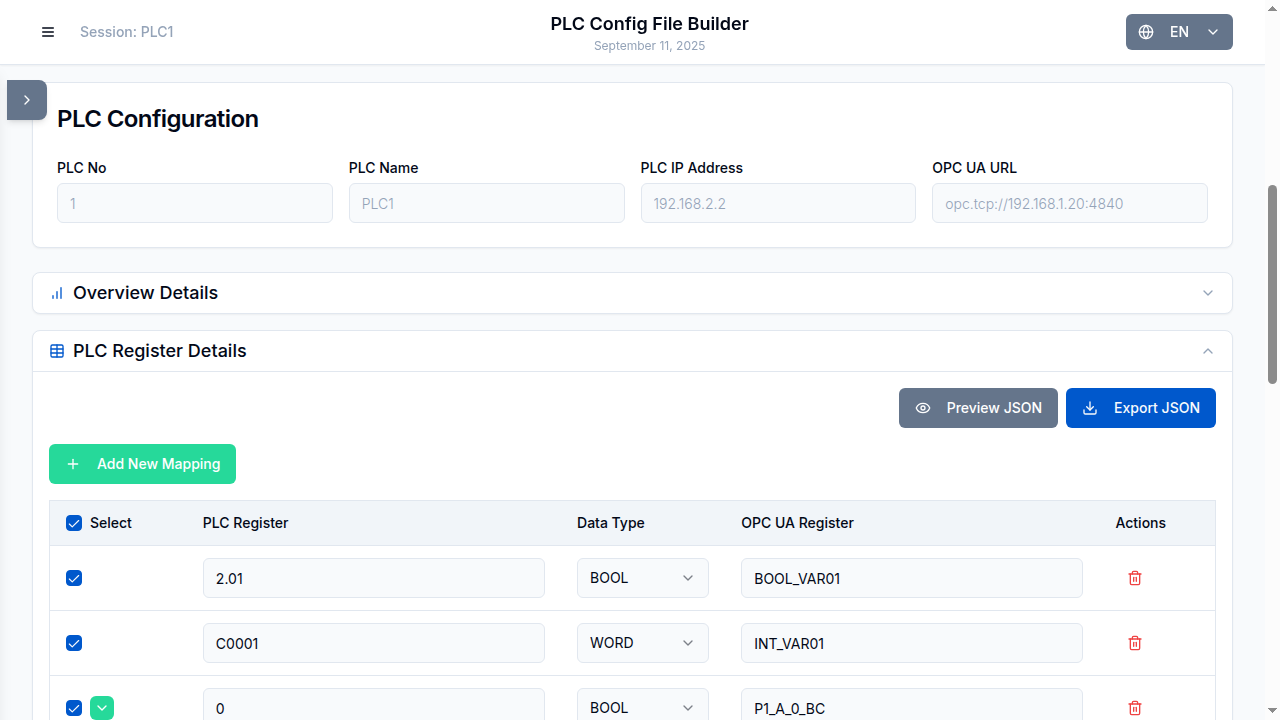 Session: PLC1
PLC Config File Builder
September 11, 2025
EN
PLC Configuration
PLC No
PLC Name
PLC IP Address
OPC UA URL
1
PLC1
192.168.2.2
opc.tcp://192.168.1.20:4840
Overview Details
PLC Register Details
Preview JSON
Export JSON
Add New Mapping
Select PLC Register Data Type OPC UA Register Actions
2.01 BOOL BOOL_VAR01
C0001 WORD INT_VAR01
0 BOOL P1_A_0_BC